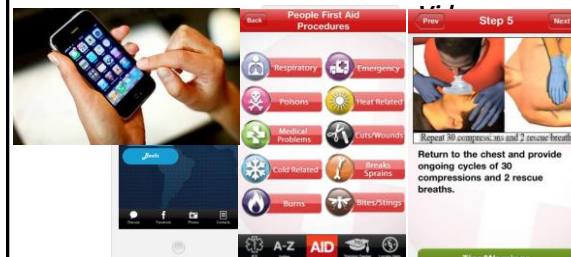 Back
People First Aid
Procedures
Respiratory
Emergency
Poisons
Heat Related
Medical
Problems
Cuts/Wounds
Cold Related
Breaks
Sprains
Burns
Bites/Stings
A-Z
AID
Prev
Step 5
Next
Repeat 30 compressions and 2 rescue breath
Return to the chest and provide
ongoing cycles of 30
compressions and 2 rescue
breaths.